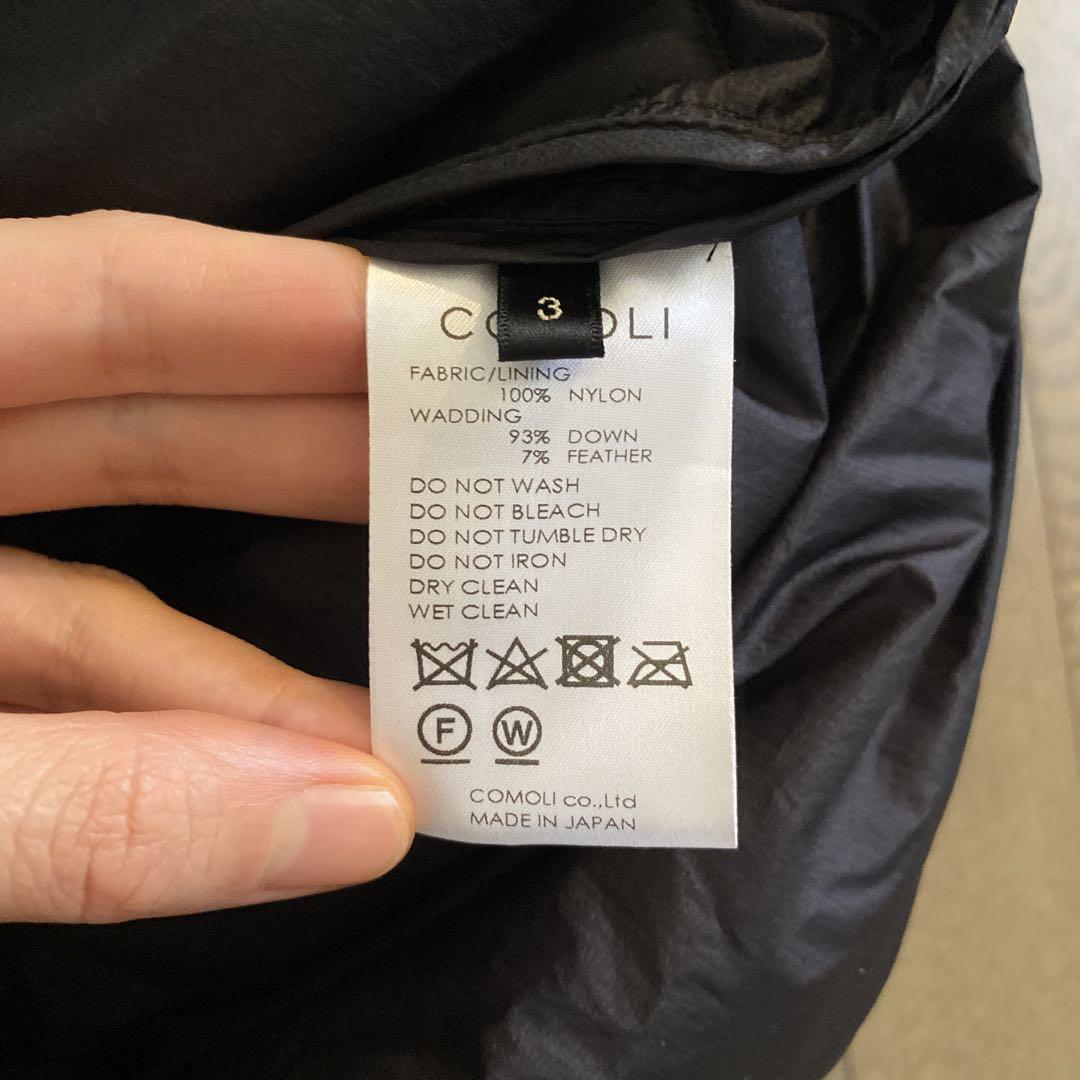 3
COMOLI
FABRIC/LINING
100% NYLON
WADDING
93% DOWN
7% FEATHER
DO NOT WASH
DO NOT BLEACH
DO NOT TUMBLE DRY
DO NOT IRON
DRY CLEAN
WET CLEAN
F W
COMOLI co.,Ltd
MADE IN JAPAN